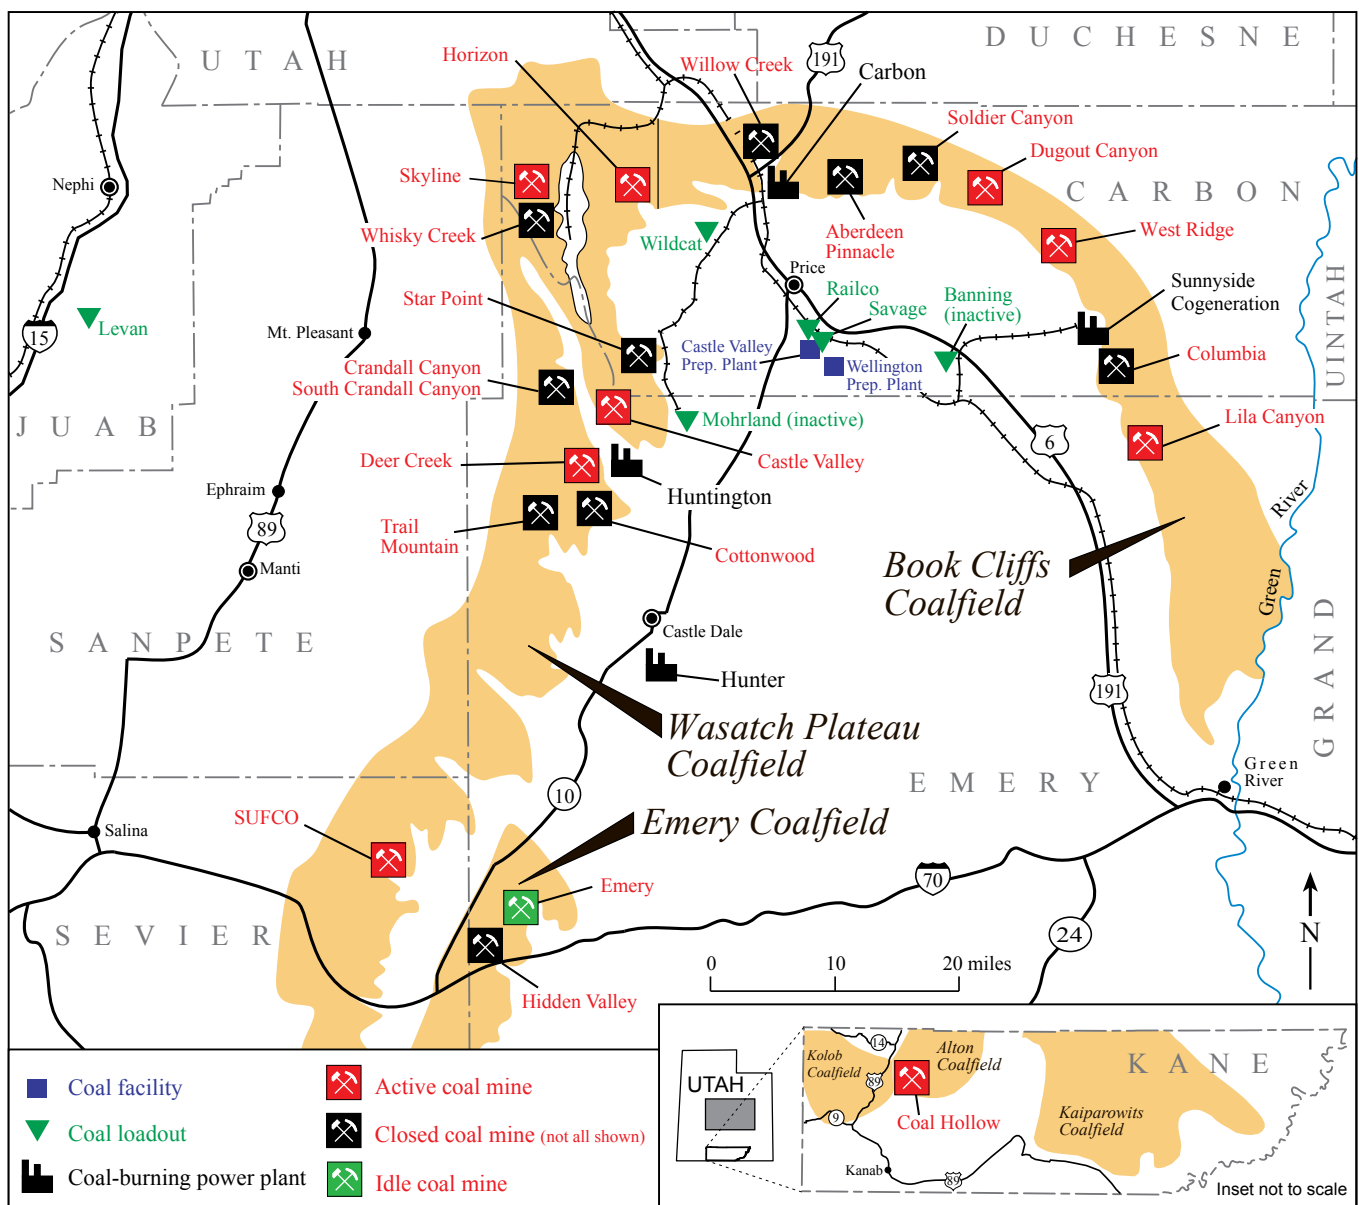 UTAH
DUCHESNE
Horizon
Willow Creek
191
Carbon
Soldier Canyon
Dugout Canyon
Nephi
Skyline
CARBON
Whisky Creek
Wildcat
Aberdeen
Pinnacle
West Ridge
Price
Sunnyside
Cogeneration
UINTAH
Star Point
Railco
Savage
Banning
(inactive)
Levan
15
Mt. Pleasant
Castle Valley
Prep. Plant
Wellington
Prep. Plant
Columbia
Crandall Canyon
South Crandall Canyon
JUAB
Mohrland (inactive)
Lila Canyon
6
Deer Creek
Castle Valley
Huntington
Ephraim
89
Trail
Mountain
Cottonwood
River
Green
Manti
Book Cliffs
Coalfield
SANPETE
Castle Dale
Hunter
191
GRAND
Wasatch Plateau
Coalfield
EMERY
Green
River
10
SUFCO
Salina
Emery Coalfield
70
Emery
SEVIER
24
N
0 10 20 miles
Hidden Valley
Coal facility
Coal loadout
Coal-burning power plant
Active coal mine
Closed coal mine (not all shown)
Idle coal mine
UTAH
Kolob
Coalfield
14
Alton
Coalfield
KANE
89
9
Coal Hollow
Kaiparowits
Coalfield
Kanab
89
Inset not to scale